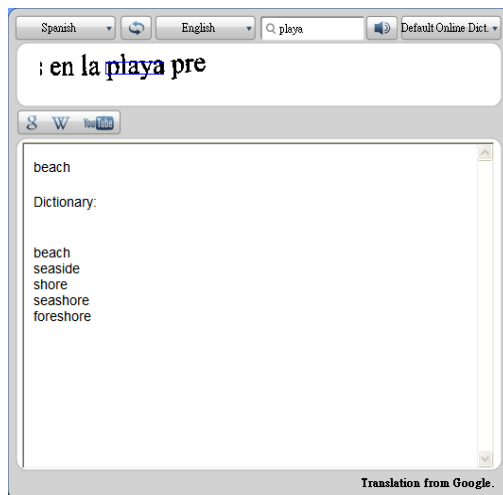 Spanish English playa Default Online Dict.
en la playa pre
8 W YouTube
beach
Dictionary:
beach
seaside
shore
seashore
foreshore
Translation from Google.